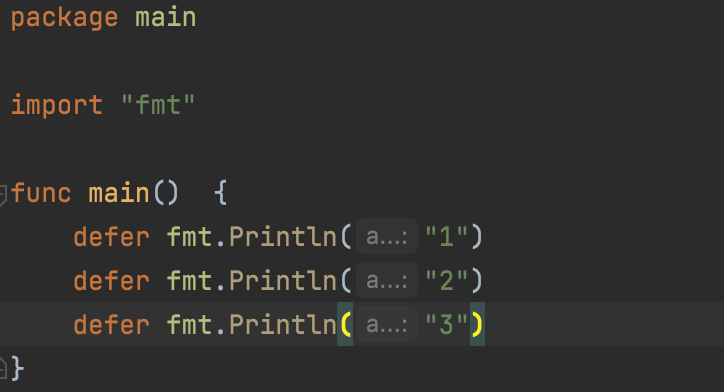 package main
import "fmt"
func main()  {
defer fmt.Println( a...: "1")
defer fmt.Println( a...: "2")
defer fmt.Println( a...: "3")
}